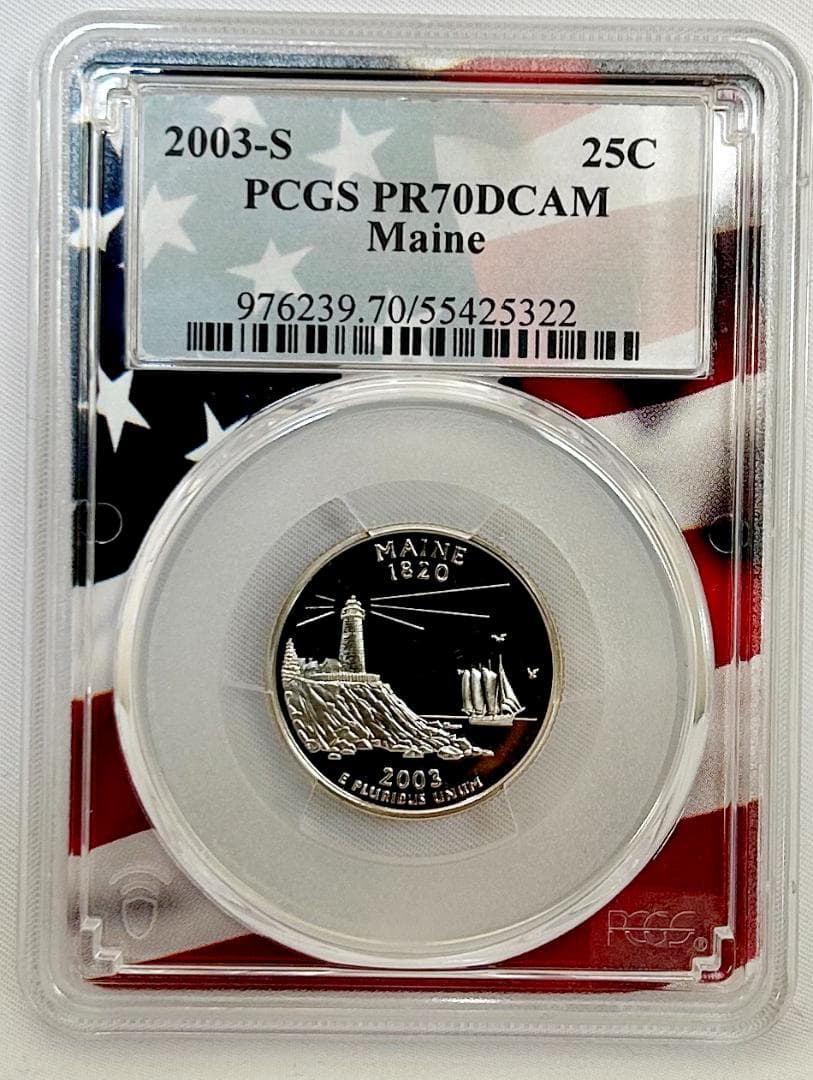 2003-S 25C
PCGS PR70DCAM
Maine
976239.70/55425322
MAINE
1820
2003
E PLURIBUS UNUM
PCGS®